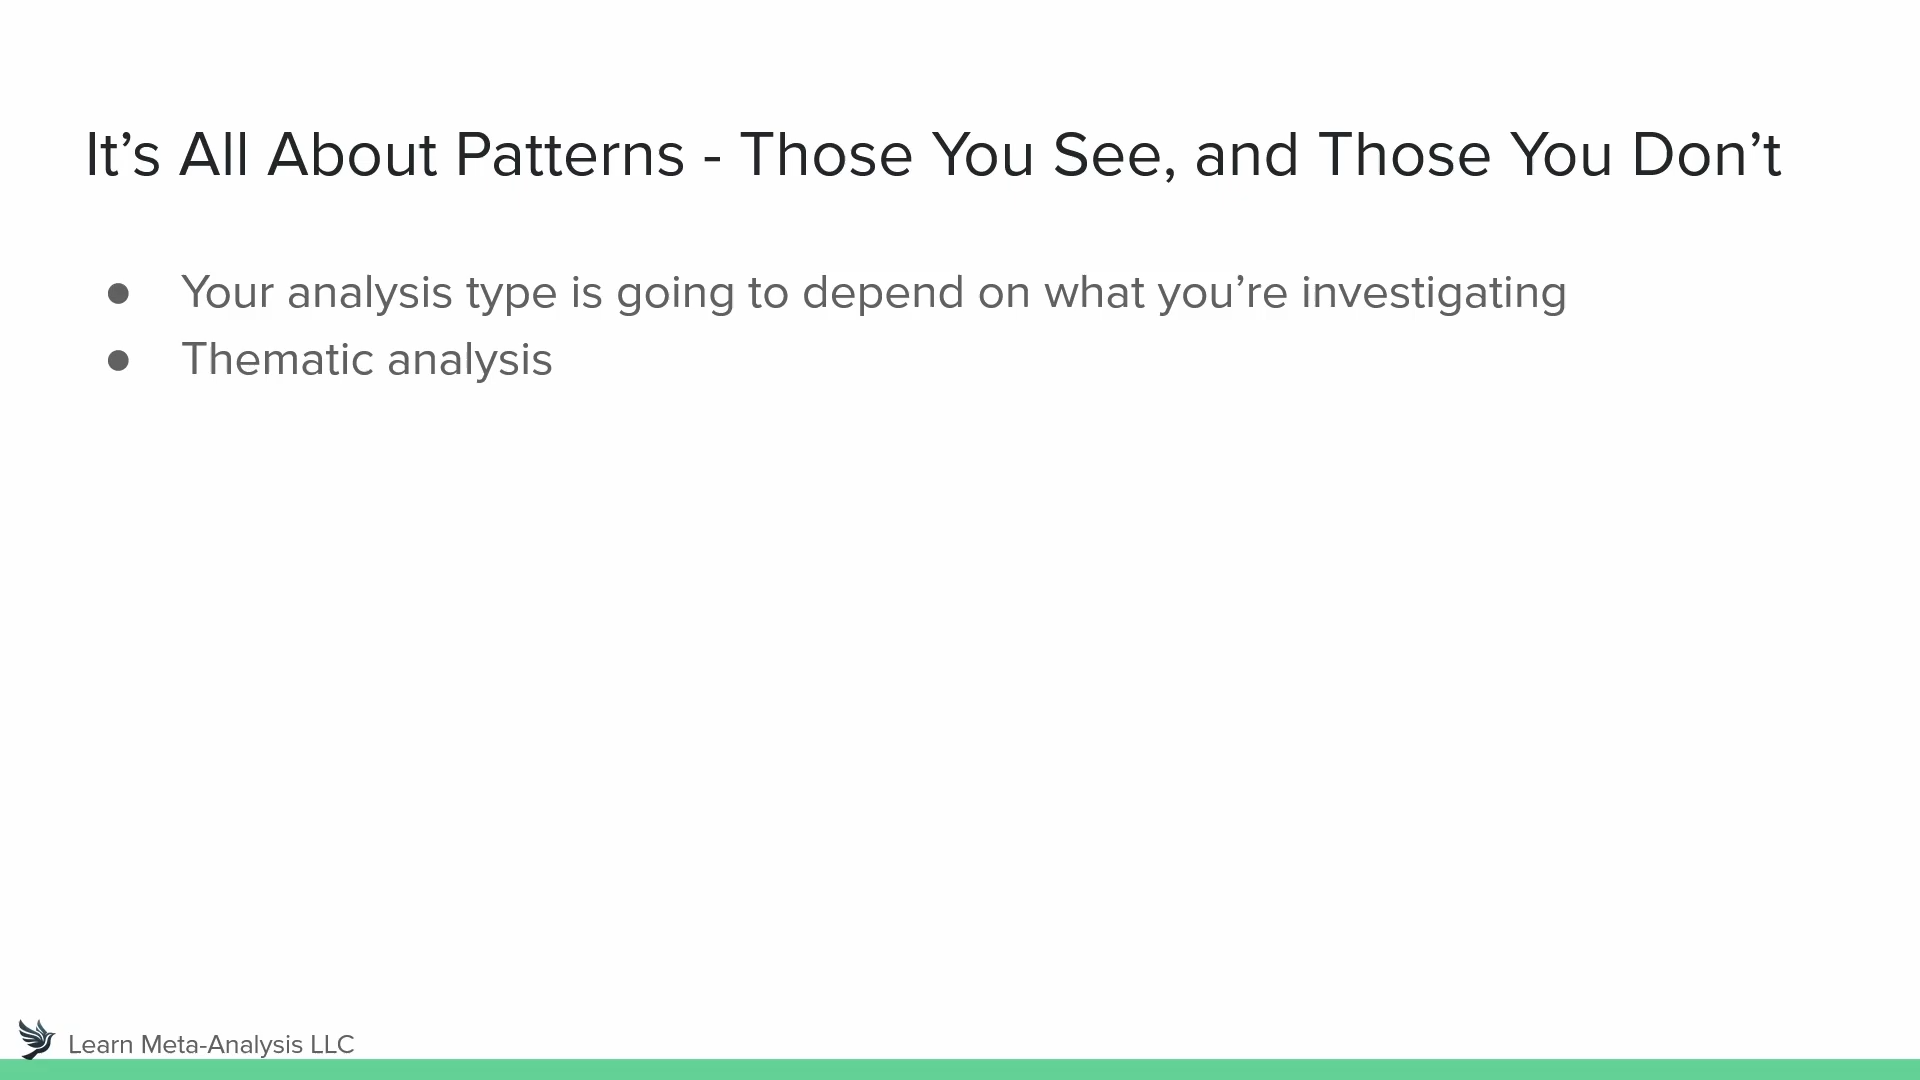 It’s All About Patterns - Those You See, and Those You Don’t
● Your analysis type is going to depend on what you’re investigating
● Thematic analysis
Learn Meta-Analysis LLC